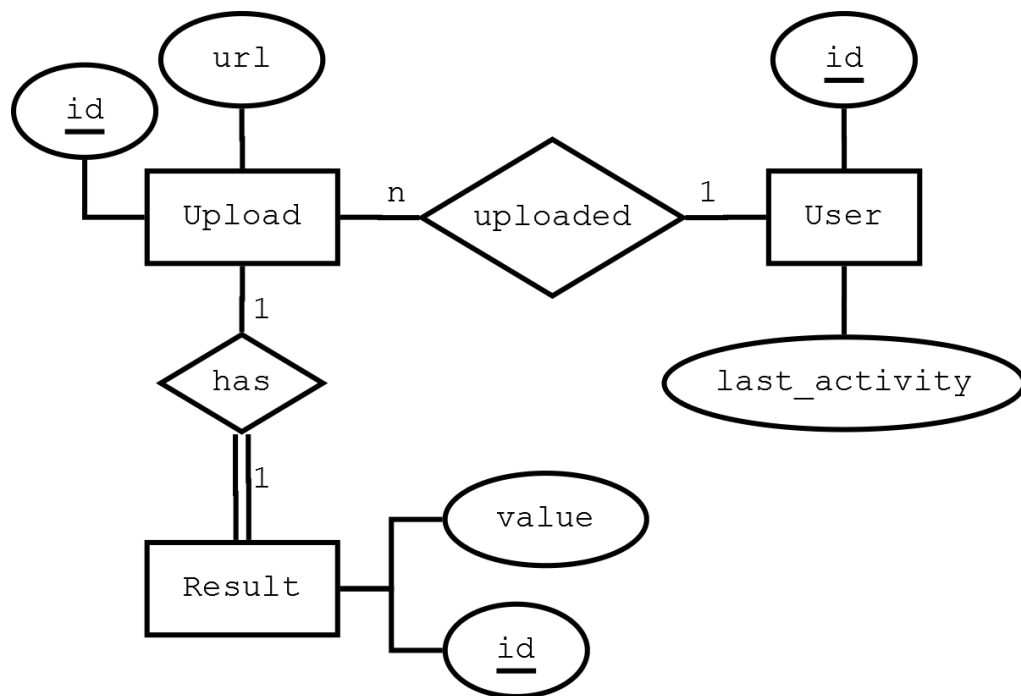 url
id
id
Upload
n
uploaded
1
User
1
has
last_activity
1
value
Result
id